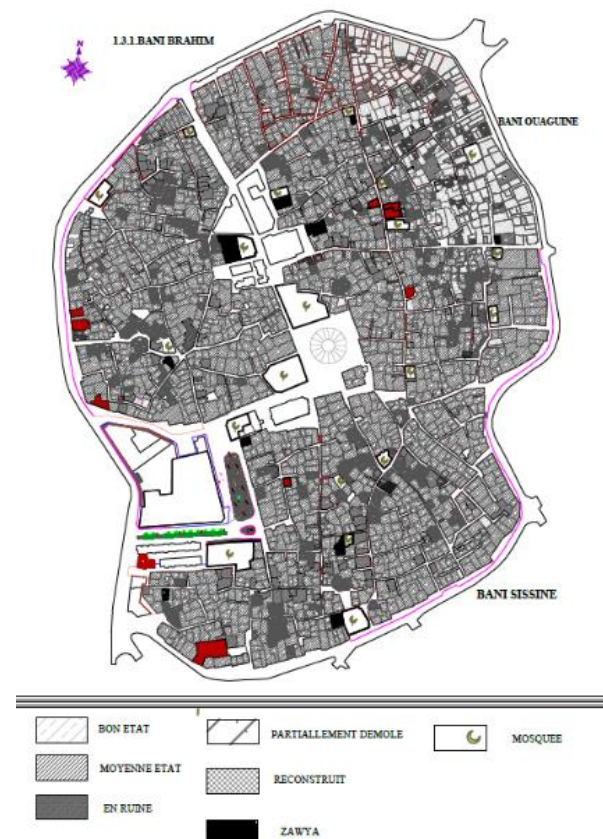 N
1.3.1.BANI BRAHIM
BANI OUAGUINE
BANI SISSINE
BON ETAT
PARTIALLEMENT DEMOLE
MOSQUEE
MOYENNE ETAT
RECONSTRUIT
EN RUINE
ZAWYA